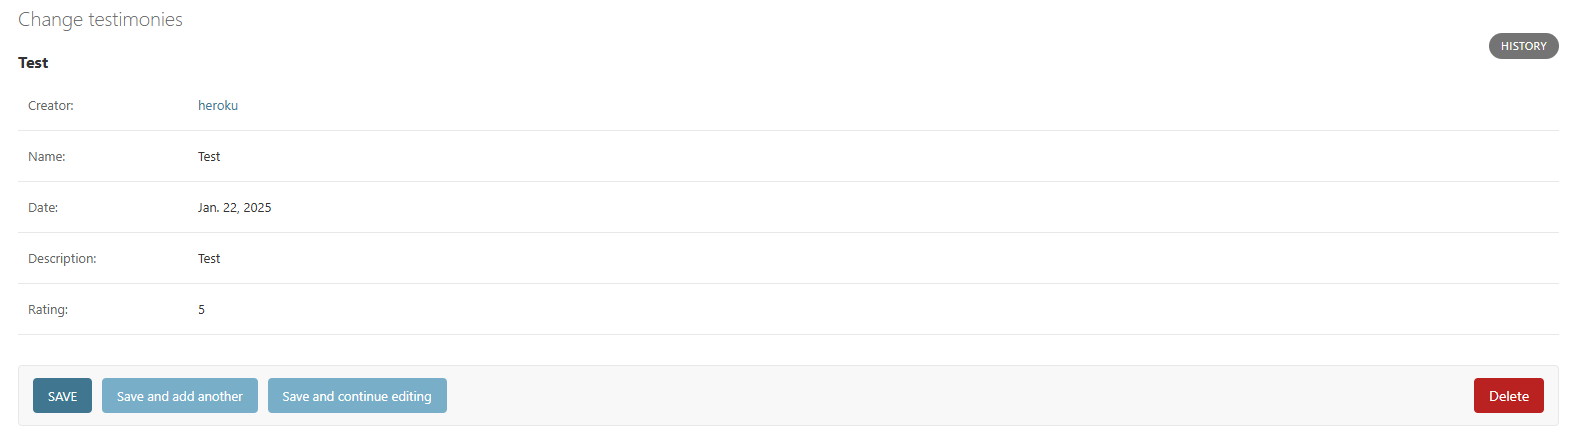 Change testimonies
HISTORY
Test
Creator: heroku
Name: Test
Date: Jan. 22, 2025
Description: Test
Rating: 5
SAVE Save and add another Save and continue editing Delete